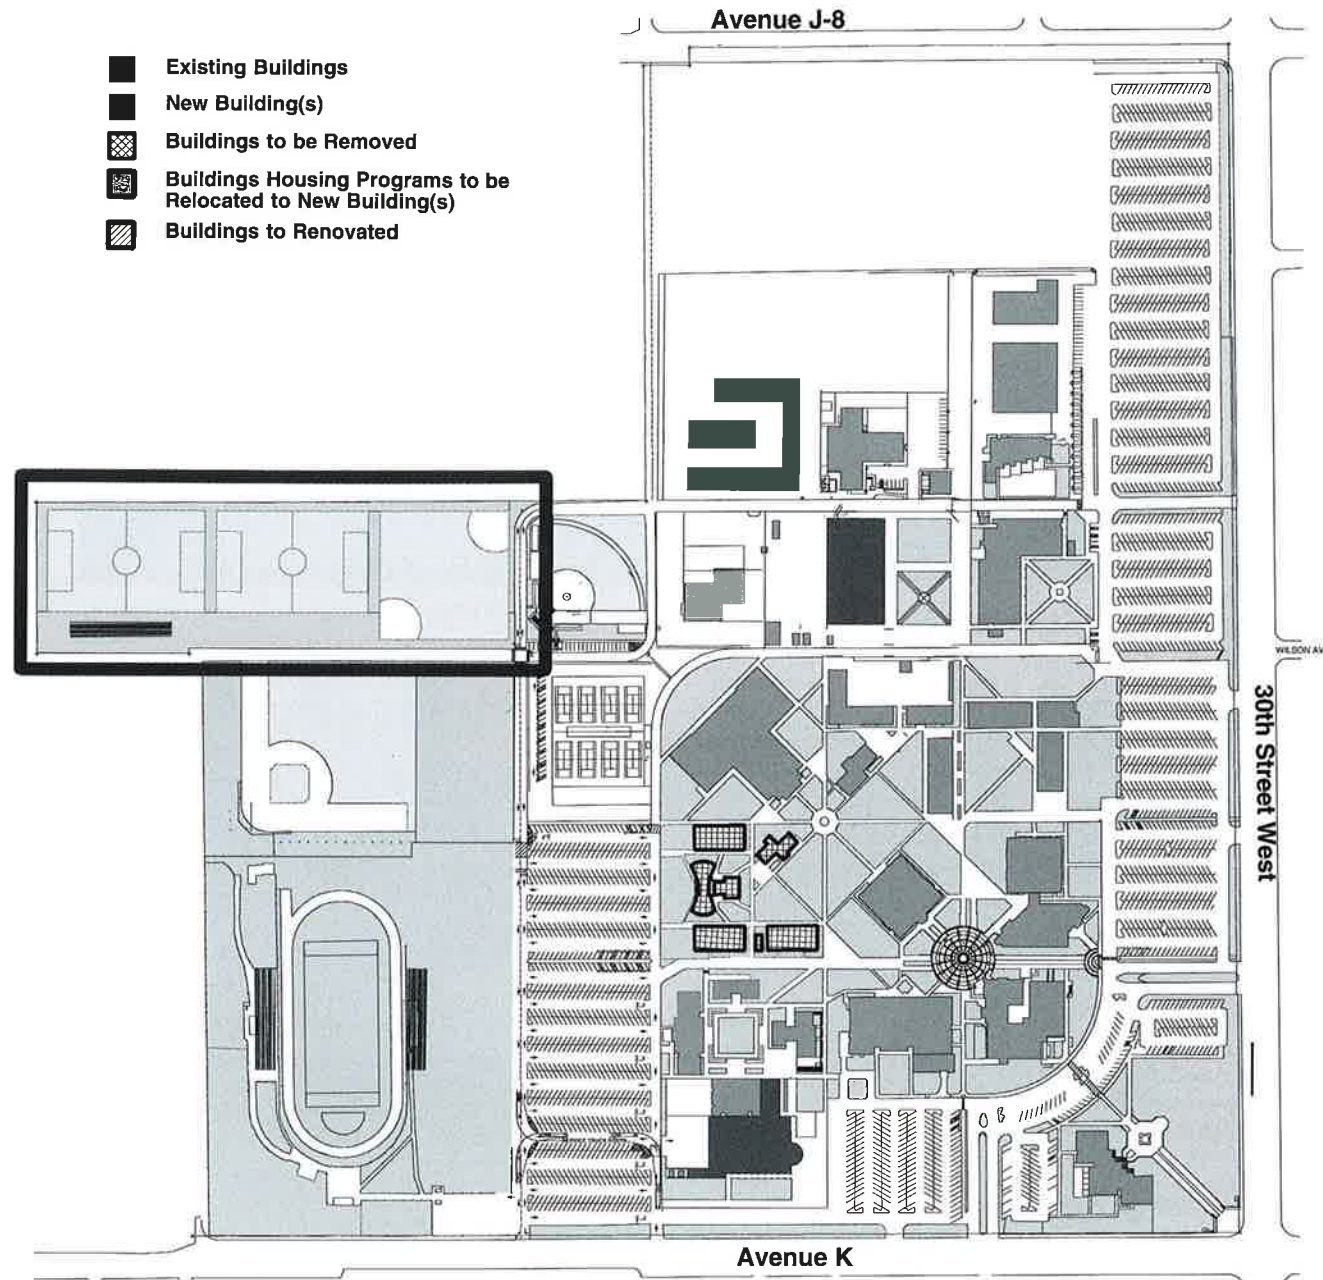 Avenue J-8
Existing Buildings
New Building(s)
Buildings to be Removed
Buildings Housing Programs to be
Relocated to New Building(s)
Buildings to Renovated
WILSON AV
30th Street West
Avenue K